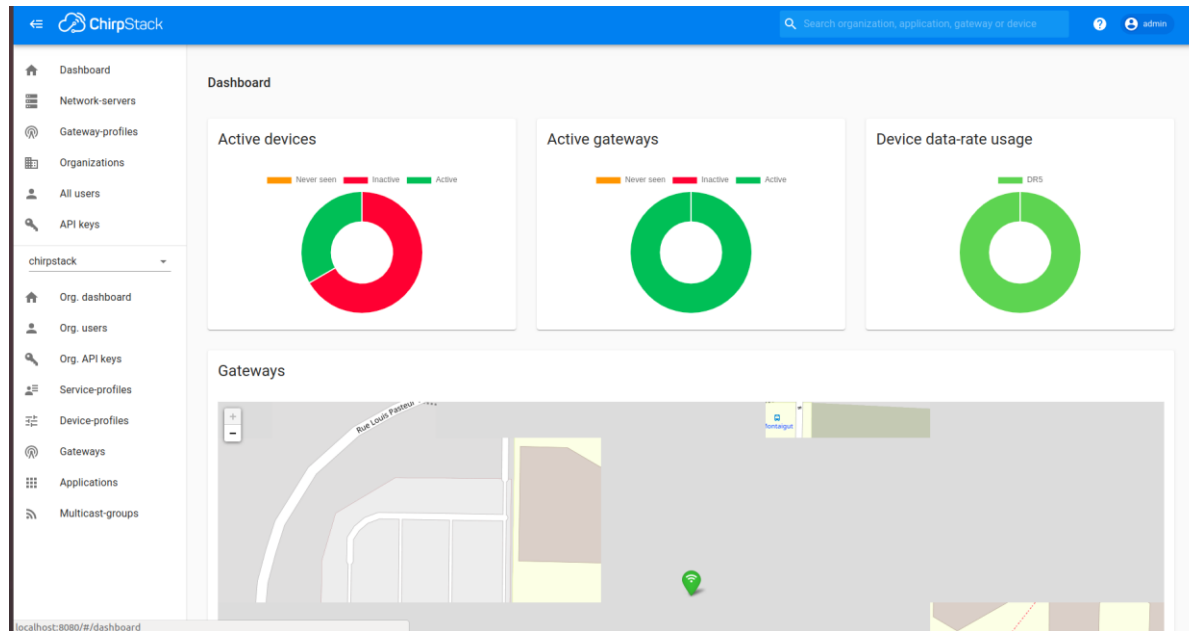 ChirpStack
Search organization, application, gateway or device
?
admin
Dashboard
Network-servers
Gateway-profiles
Organizations
All users
API keys
chirpstack
Org. dashboard
Org. users
Org. API keys
Service-profiles
Device-profiles
Gateways
Applications
Multicast-groups
Dashboard
Active devices
Never seen Inactive Active
Active gateways
Never seen Inactive Active
Device data-rate usage
DR5
Gateways
+
-
Rue Louis Pasteur
Montaigut
localhost:8080/#/dashboard